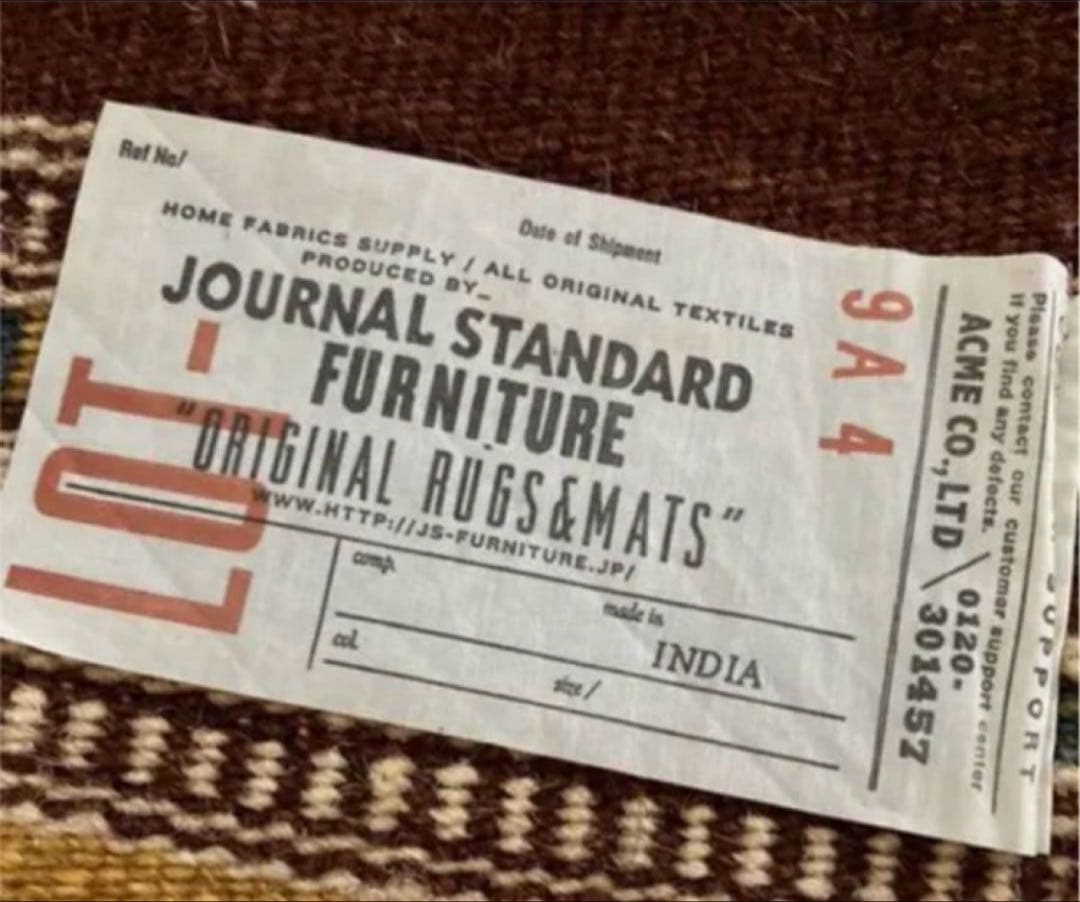 Ref No/
Date of Shipment
HOME FABRICS SUPPLY / ALL ORIGINAL TEXTILES
PRODUCED BY_
JOURNAL STANDARD
FURNITURE
"ORIGINAL RUGS&MATS"
WWW.HTTP://JS-FURNITURE.JP/
LOT-
comp.
made in
INDIA
col.
size /
9A4
ACME CO.,LTD / 0120-
301457
If you find any defects,
Please contact our customer support center
SUPPORT